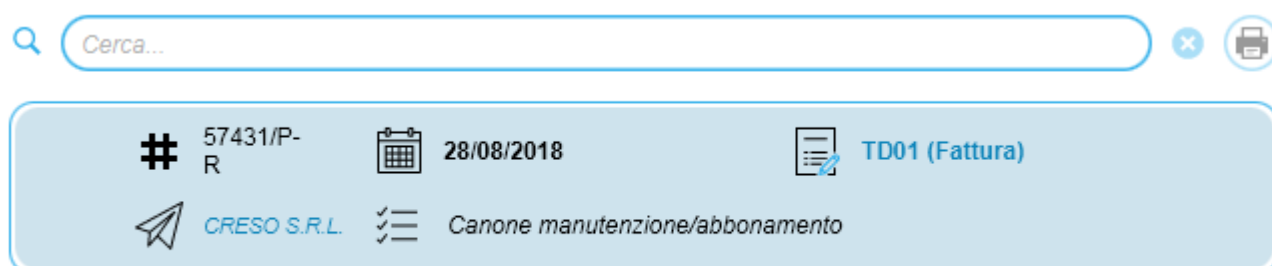 Cerca...
57431/P-
R
28/08/2018
TD01 (Fattura)
CRESO S.R.L.
Canone manutenzione/abbonamento